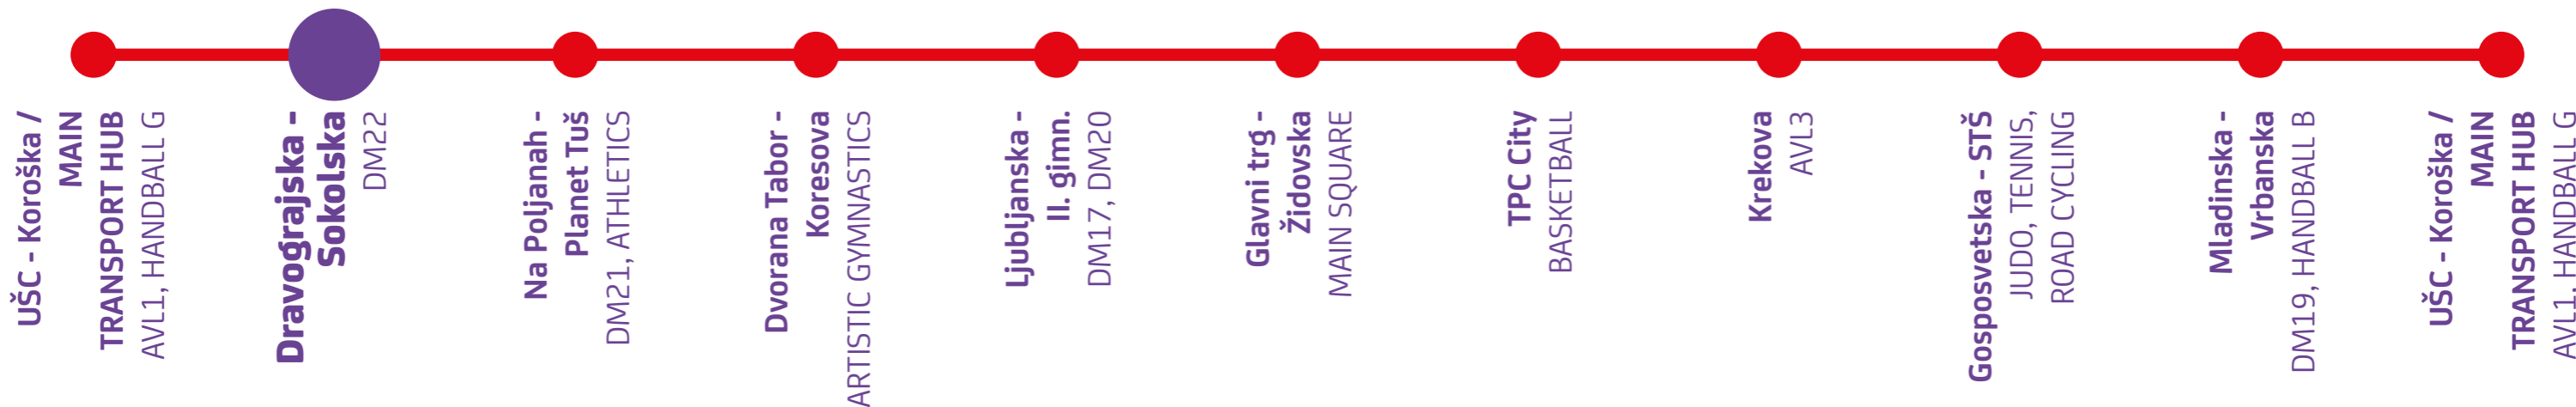 UŠC - Koroška /
MAIN
TRANSPORT HUB
AVL1, HANDBALL G
Dravograjska -
Sokolska
DM22
Na Poljanah -
Planet Tuš
DM21, ATHLETICS
Dvorana Tabor -
Koresova
ARTISTIC GYMNASTICS
Ljubljanska -
II. gimn.
DM17, DM20
Glavni trg -
Židovska
MAIN SQUARE
TPC City
BASKETBALL
Krekova
AVL3
Gosposvetska - STŠ
JUDO, TENNIS,
ROAD CYCLING
Mladinska -
Vrbanska
DM19, HANDBALL B
UŠC - Koroška /
MAIN
TRANSPORT HUB
AVL1, HANDBALL G